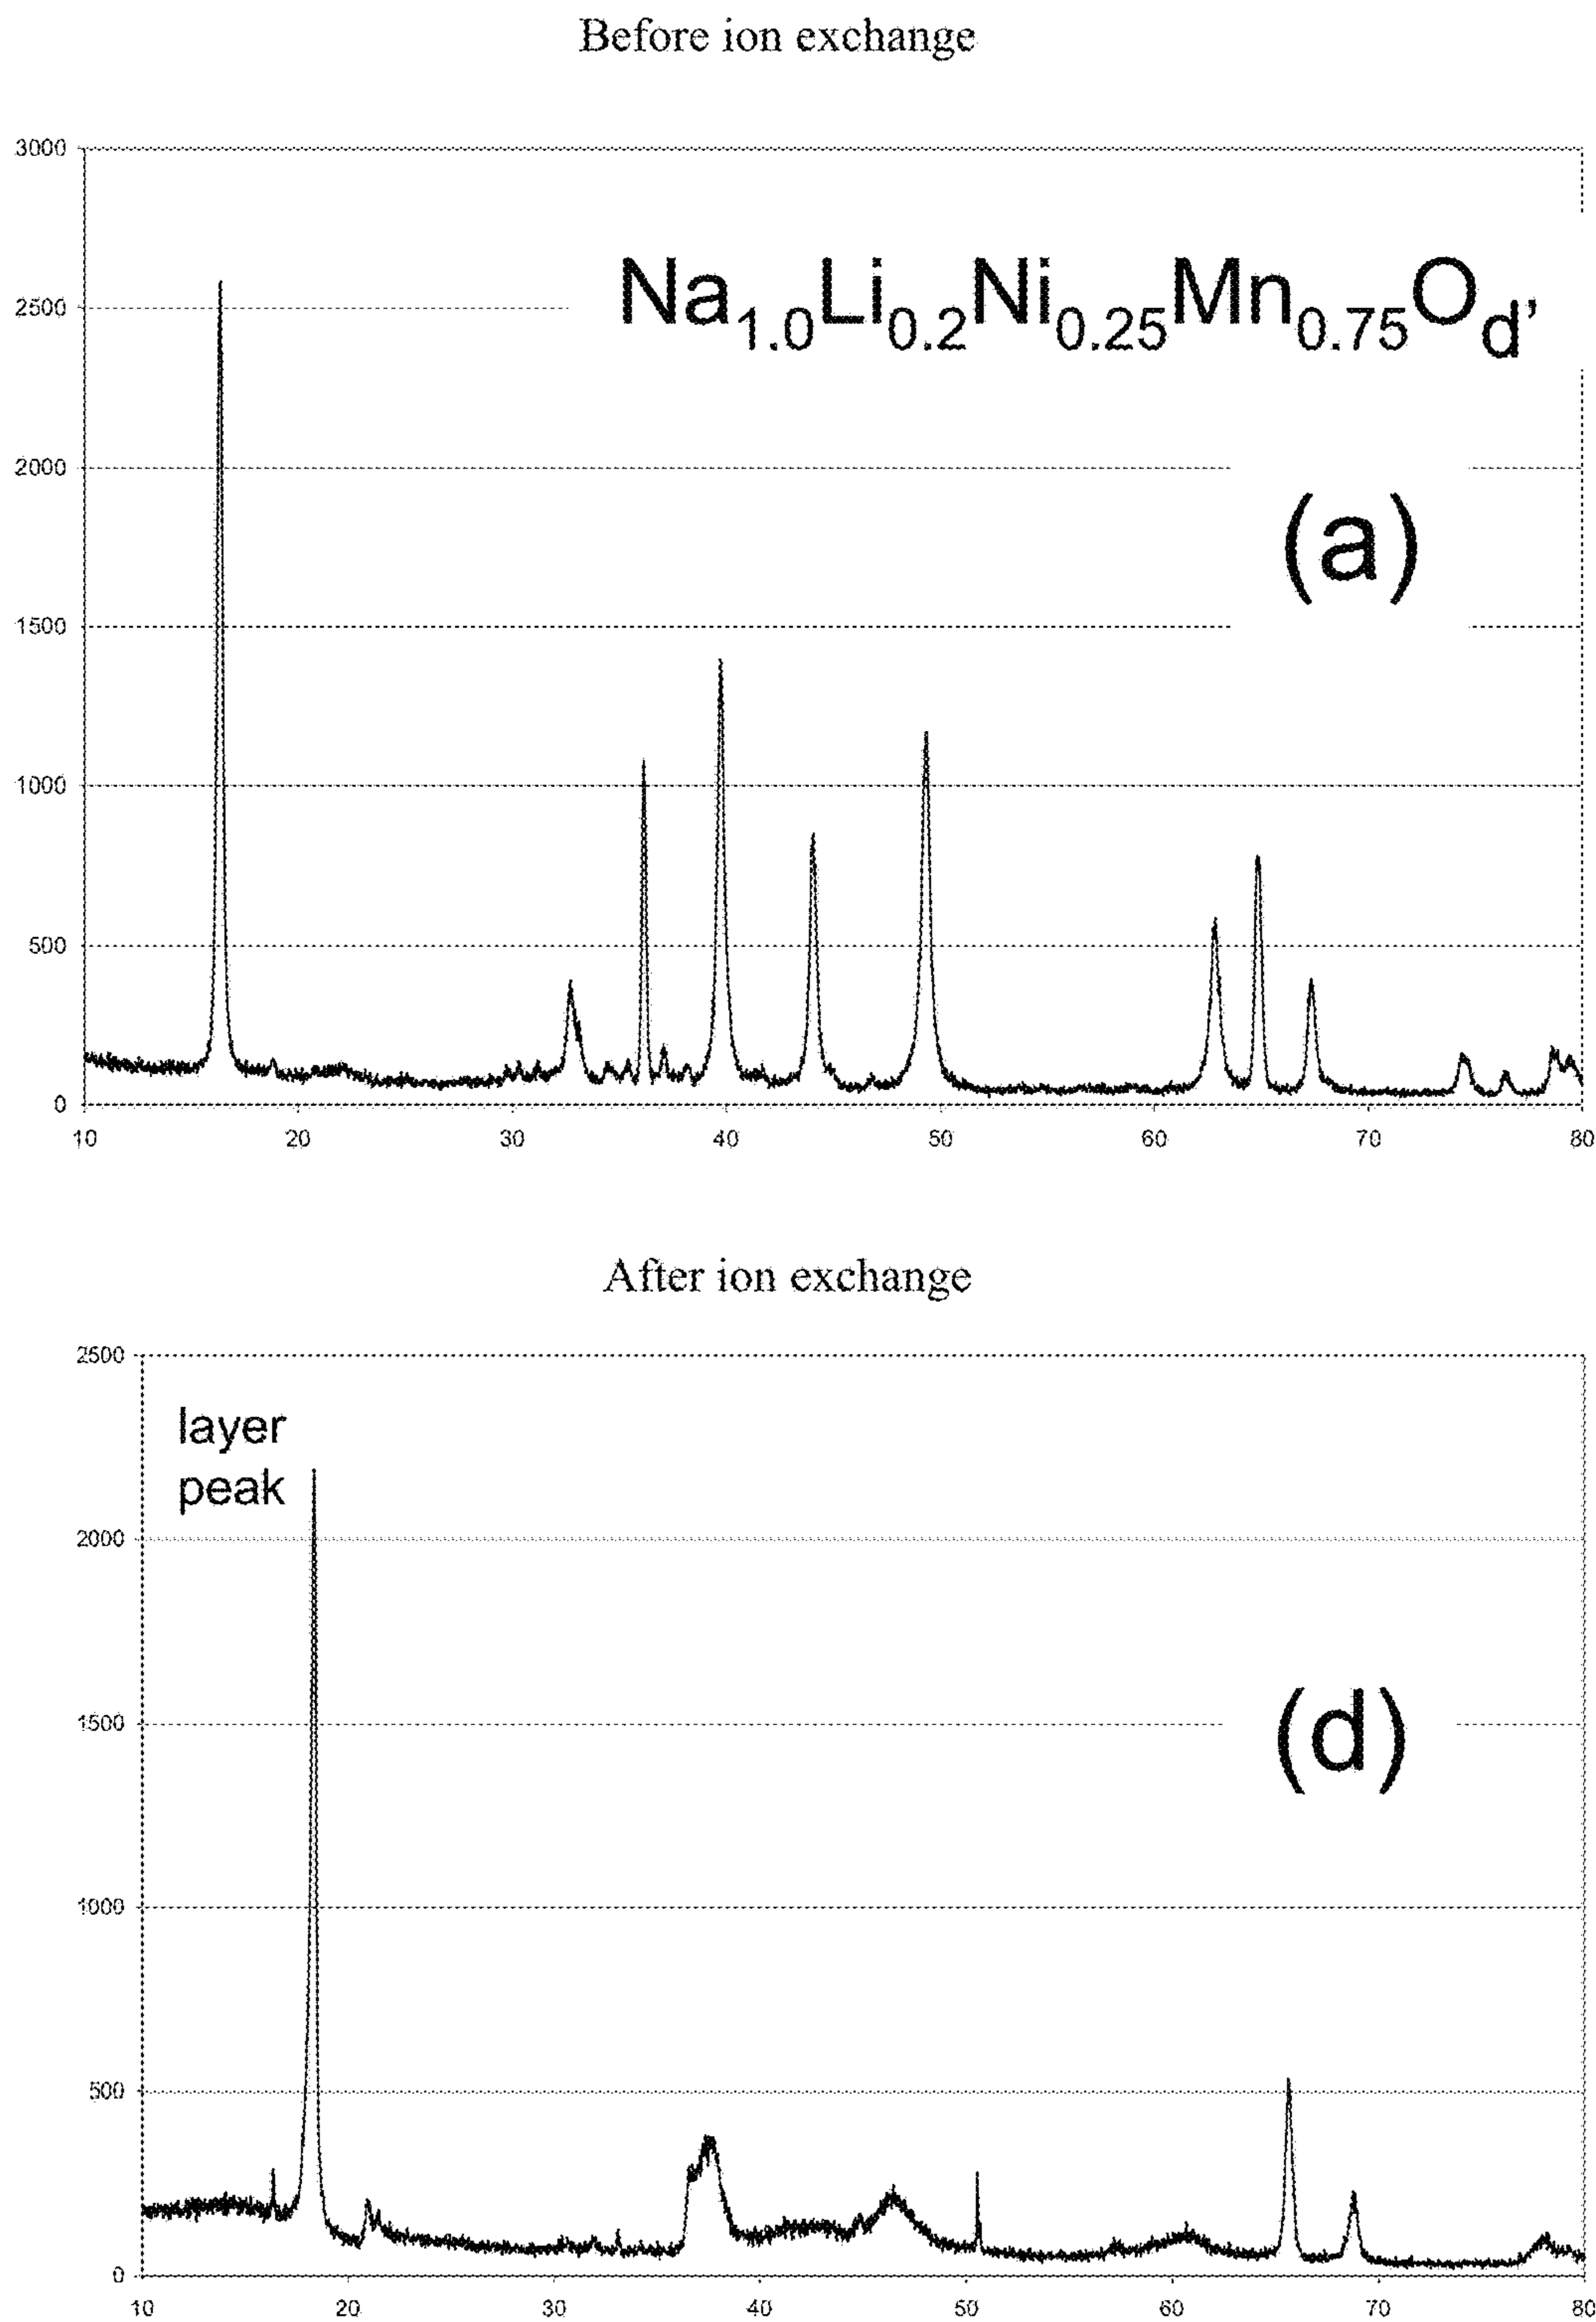 Before ion exchange
3000
Na1.0Li0.2Ni0.25Mn0.75Od'
2500
2000
(a)
1500
1000
500
0
10 20 30 40 50 60 70 80
After ion exchange
2500
layer
peak
2000
1500
(d)
1000
500
0
10 20 30 40 50 60 70 80